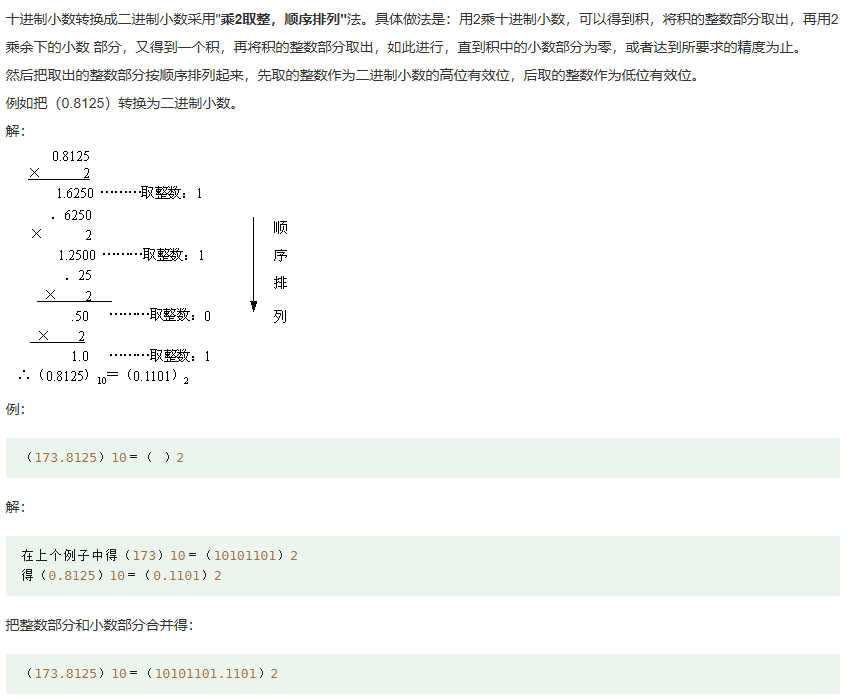 十进制小数转换成二进制小数采用"乘2取整，顺序排列"法。具体做法是：用2乘十进制小数，可以得到积，将积的整数部分取出，再用2
乘余下的小数 部分，又得到一个积，再将积的整数部分取出，如此进行，直到积中的小数部分为零，或者达到所要求的精度为止。
然后把取出的整数部分按顺序排列起来，先取的整数作为二进制小数的高位有效位，后取的整数作为低位有效位。
例如把（0.8125）转换为二进制小数。
解：
0.8125
× 2
1.6250 ………取整数：1
．6250
× 2
1.2500 ………取整数：1
．25
× 2
.50 ………取整数：0
× 2
1.0 ………取整数：1
顺
序
排
列
∴（0.8125）10＝（0.1101）2
例：
（173.8125）10＝（ ）2
解：
在上个例子中得（173）10＝（10101101）2
得（0.8125）10＝（0.1101）2
把整数部分和小数部分合并得：
（173.8125）10＝（10101101.1101）2